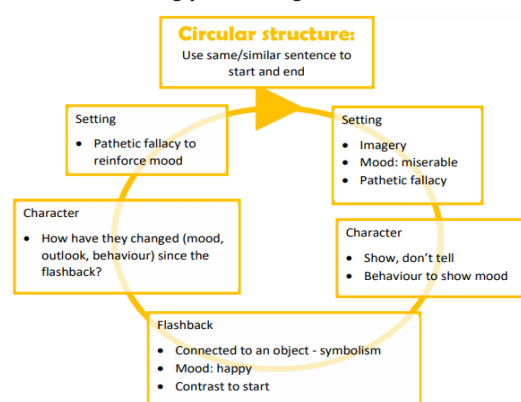 Circular structure:
Use same/similar sentence to
start and end
Setting
• Imagery
• Mood: miserable
• Pathetic fallacy
Character
• Show, don't tell
• Behaviour to show mood
Flashback
• Connected to an object - symbolism
• Mood: happy
• Contrast to start
Character
• How have they changed (mood,
outlook, behaviour) since the
flashback?
Setting
• Pathetic fallacy to
reinforce mood